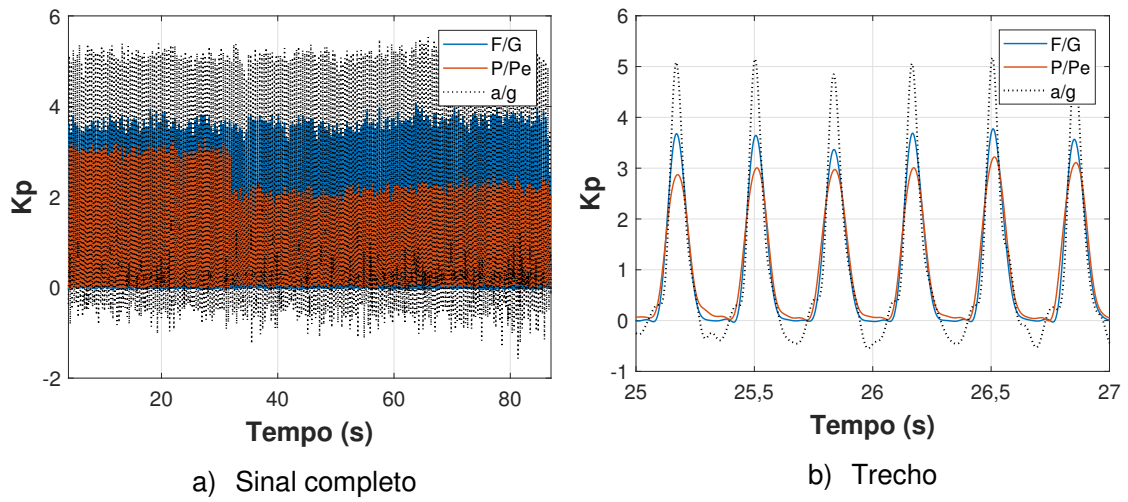 6
4
2
0
-2
Kp
F/G
P/Pe
a/g
20
40
60
80
Tempo (s)
a) Sinal completo
6
5
4
3
2
1
0
-1
Kp
F/G
P/Pe
a/g
25
25,5
26
26,5
27
Tempo (s)
b) Trecho